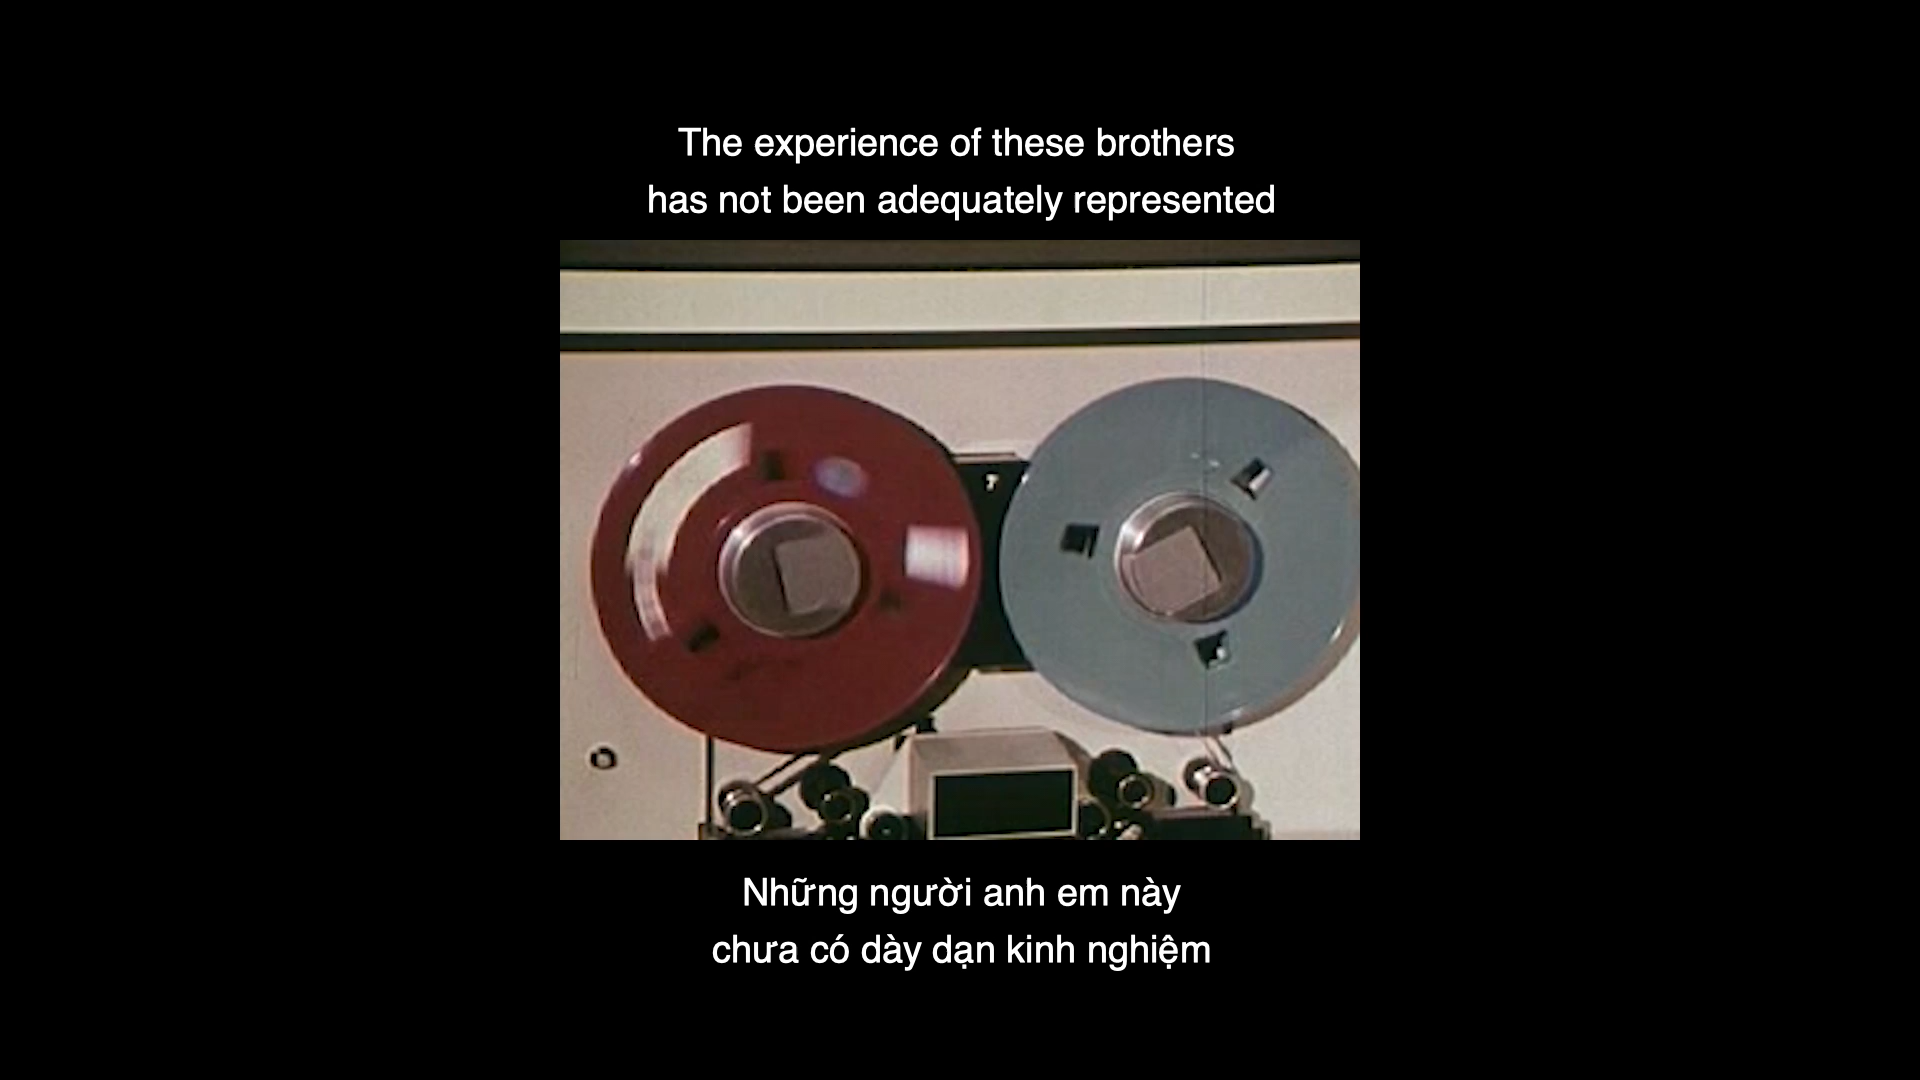 The experience of these brothers
has not been adequately represented
Những người anh em này
chưa có dày dạn kinh nghiệm